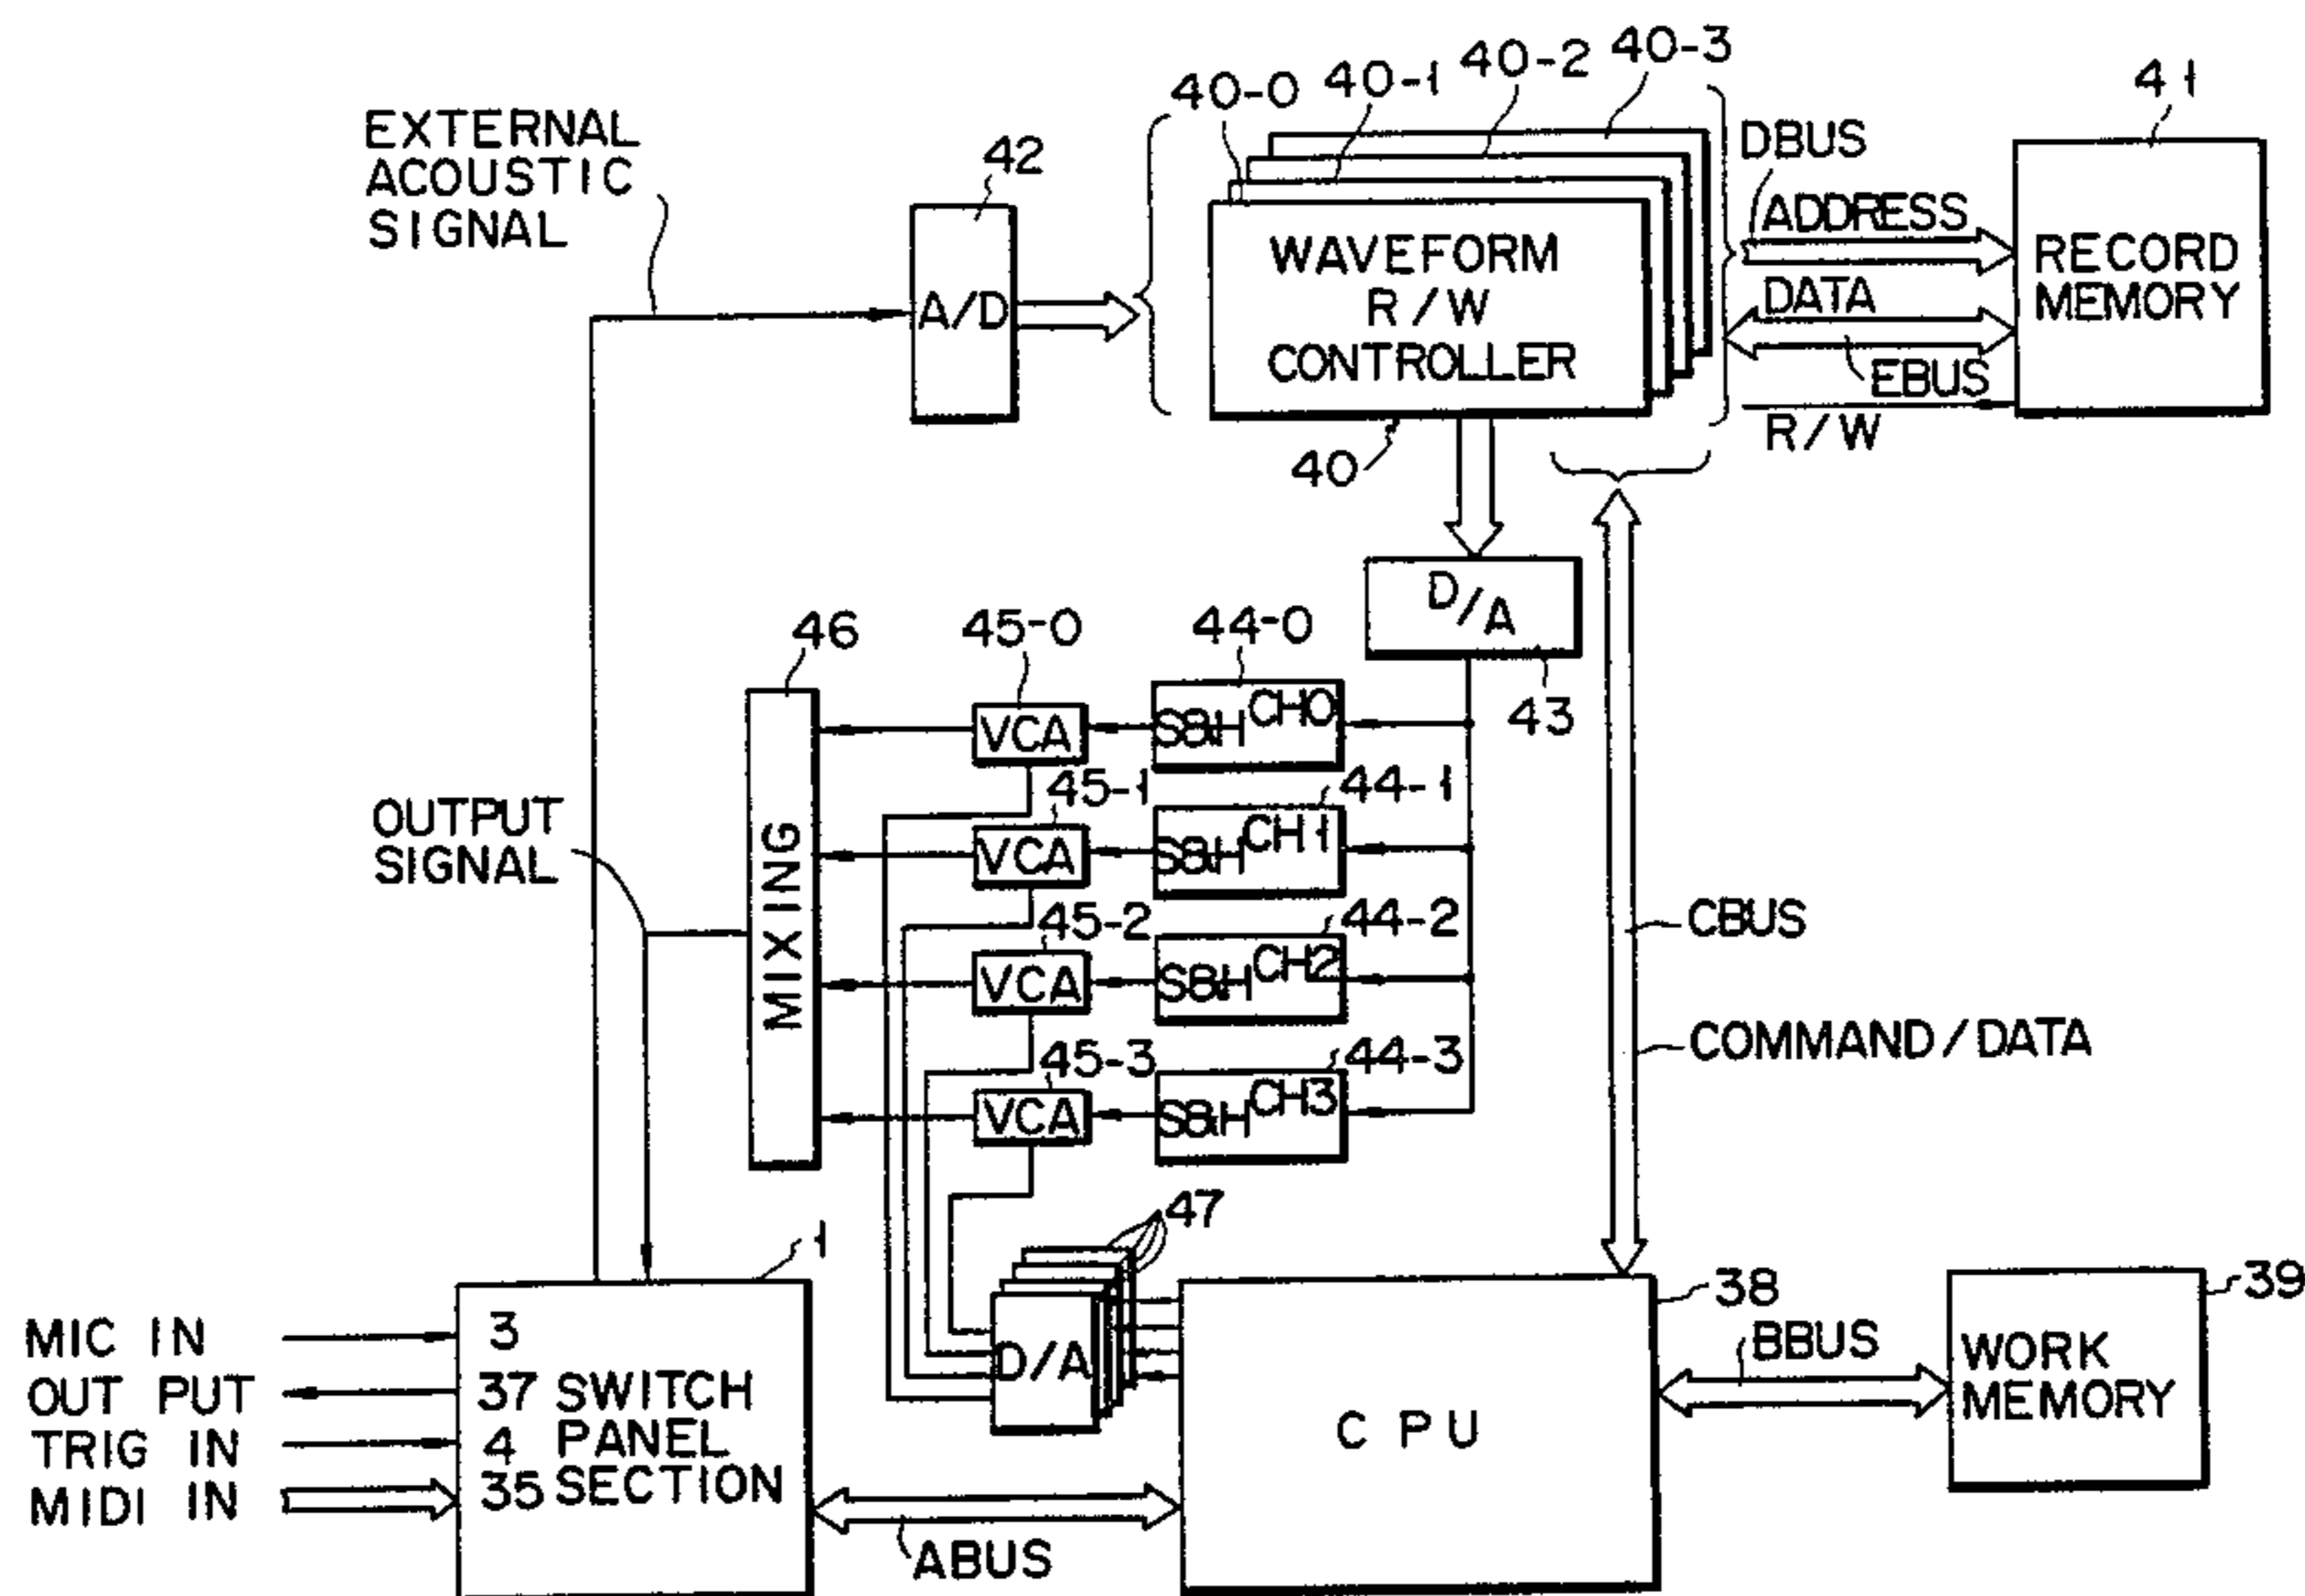 40-0
40-1
40-2
40-3
41
EXTERNAL
ACOUSTIC
SIGNAL
42
A/D
WAVEFORM
R/W
CONTROLLER
40
DBUS
ADDRESS
DATA
EBUS
R/W
RECORD
MEMORY
D/A
43
46
45-0
44-0
VCA
S&H
CH0
45-1
44-1
VCA
S&H
CH1
OUTPUT
SIGNAL
MIXING
45-2
44-2
VCA
S&H
CH2
CBUS
45-3
44-3
VCA
S&H
CH3
COMMAND/DATA
47
D/A
1
MIC IN
OUT PUT
TRIG IN
MIDI IN
3
37 SWITCH
4 PANEL
35 SECTION
ABUS
CPU
38
BBUS
39
WORK
MEMORY